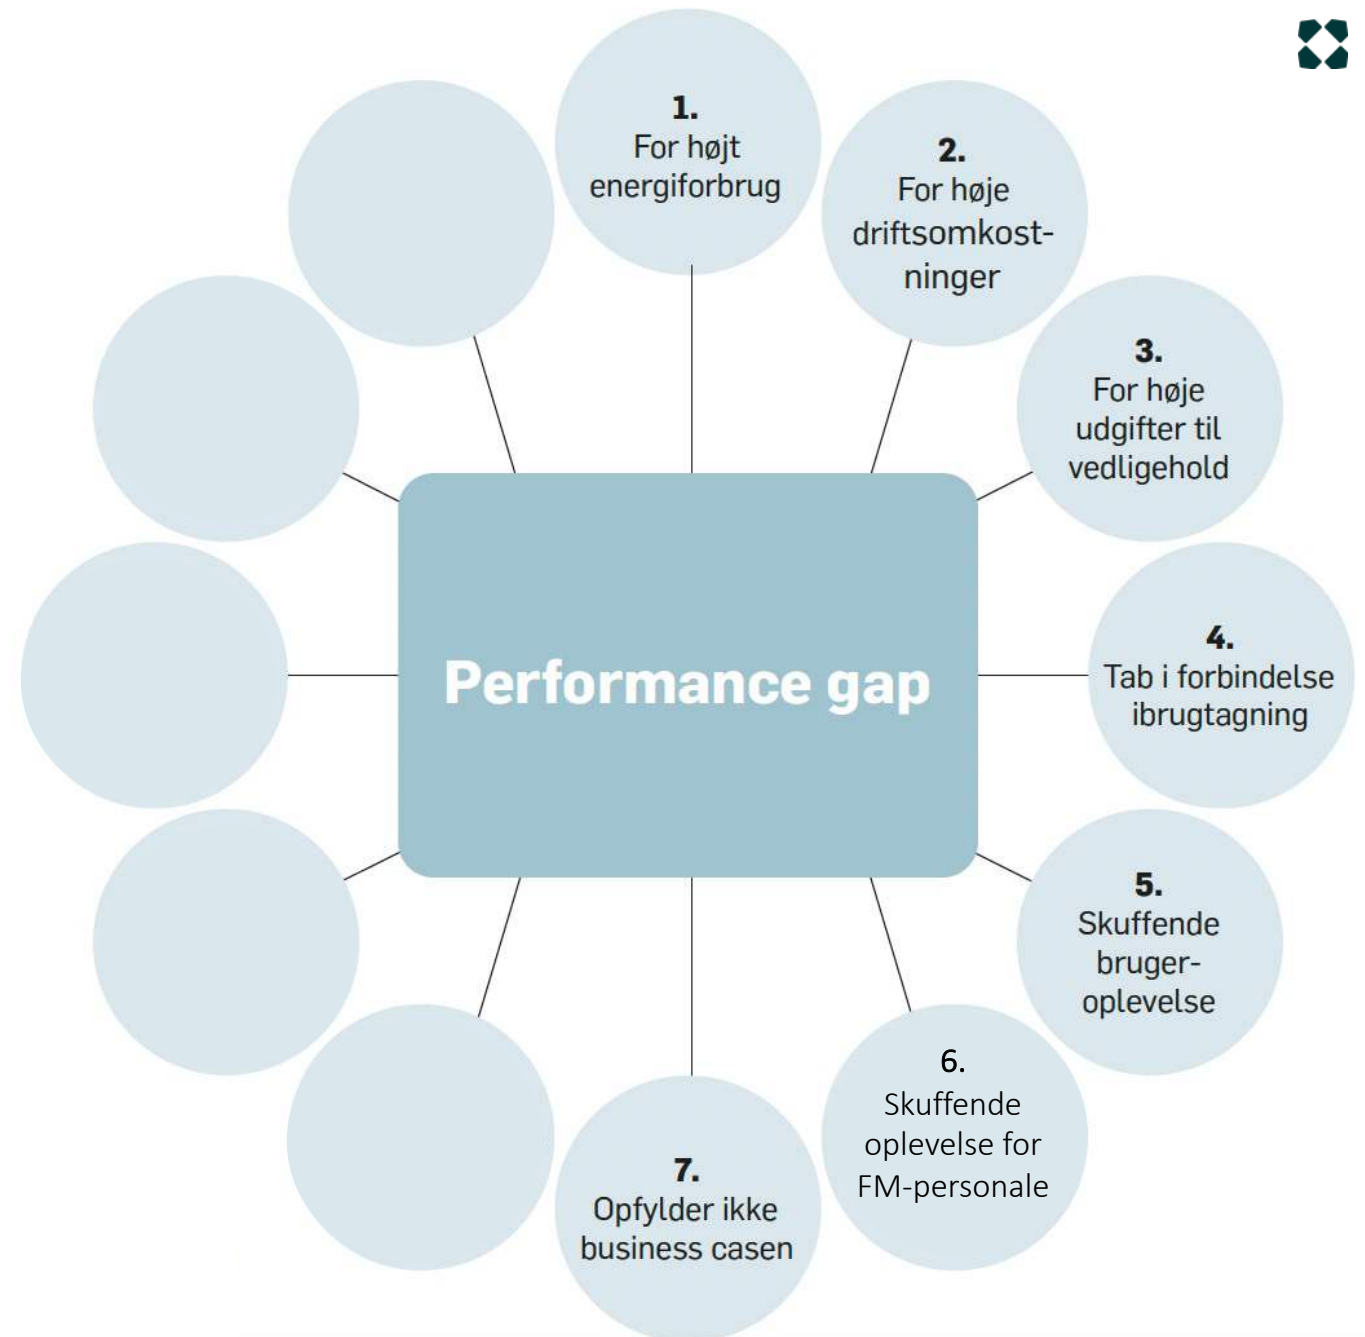 1.
For højt
energiforbrug
2.
For høje
driftsomkost-
ninger
3.
For høje
udgifter til
vedligehold
4.
Tab i forbindelse
ibrugtagning
5.
Skuffende
bruger-
oplevelse
6.
Skuffende
oplevelse for
FM-personale
7.
Opfylder ikke
business casen
Performance gap